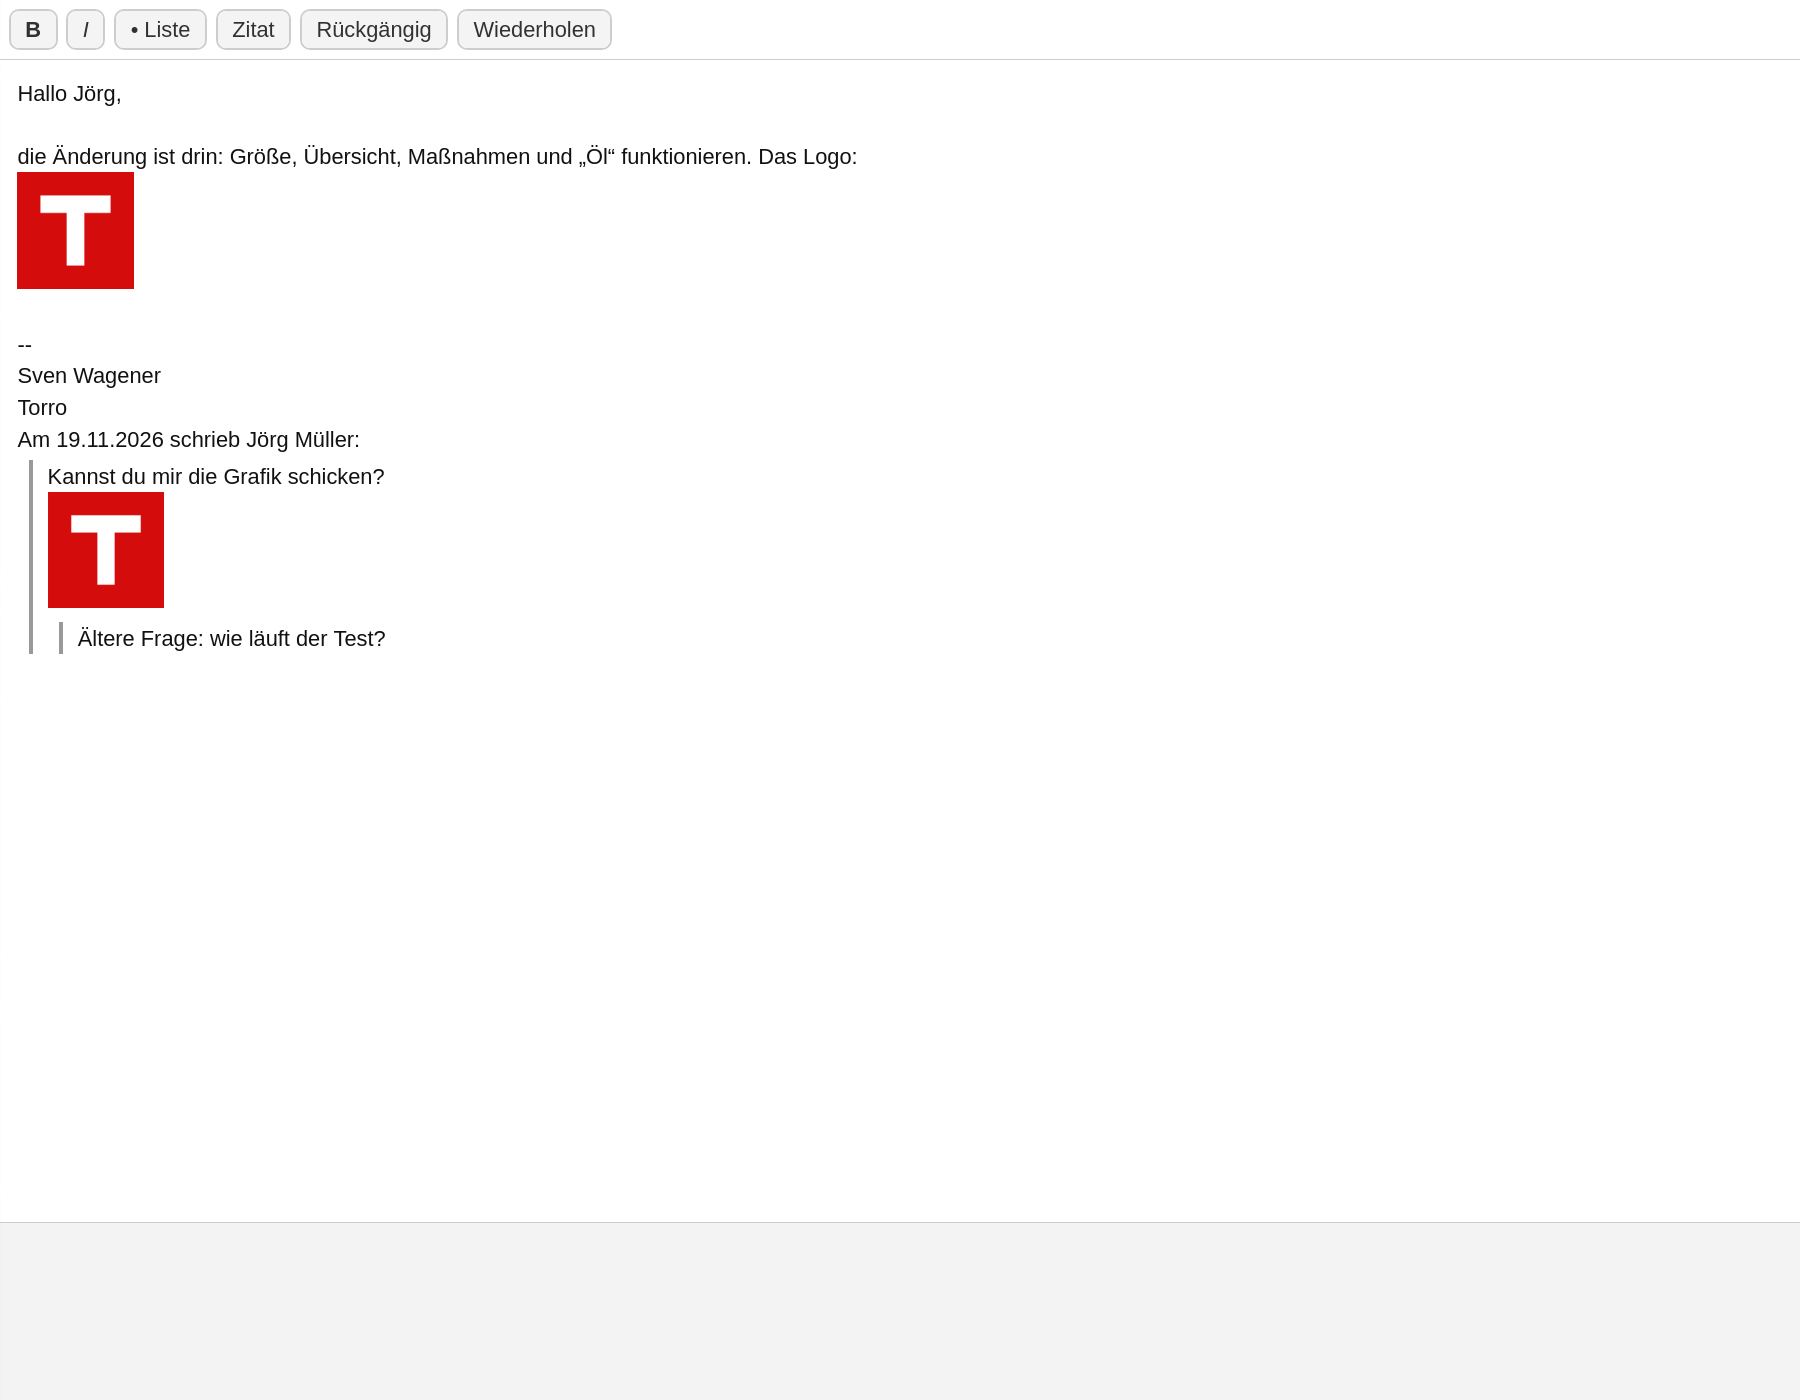 B I • Liste Zitat Rückgängig Wiederholen
Hallo Jörg,
die Änderung ist drin: Größe, Übersicht, Maßnahmen und „Öl“ funktionieren. Das Logo:
T
--
Sven Wagener
Torro
Am 19.11.2026 schrieb Jörg Müller:
Kannst du mir die Grafik schicken?
T
Ältere Frage: wie läuft der Test?